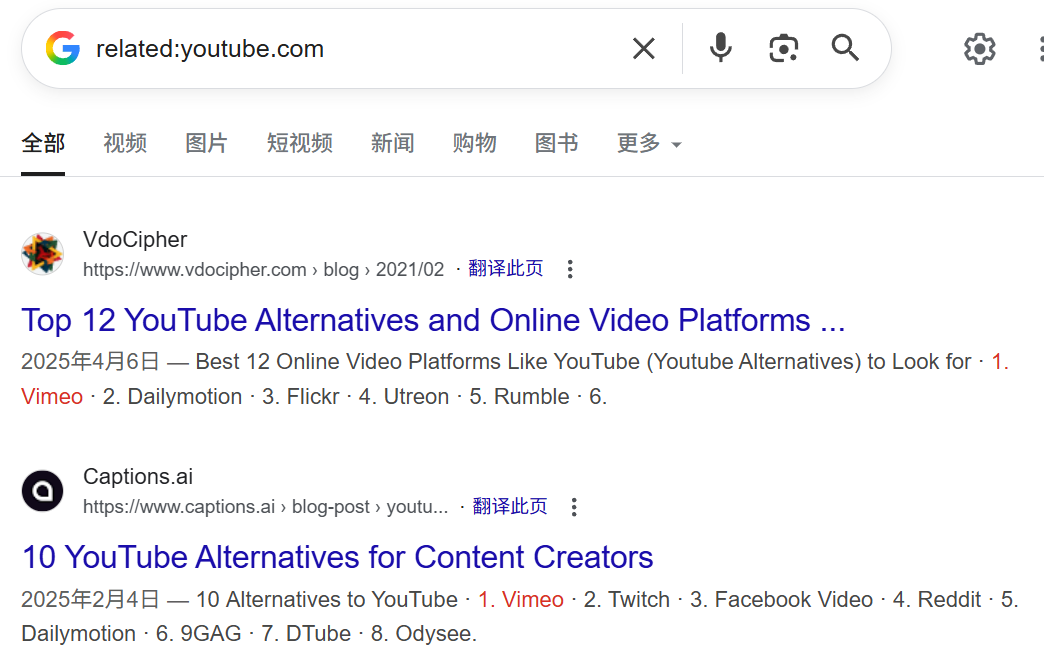 related:youtube.com
全部 视频 图片 短视频 新闻 购物 图书 更多
VdoCipher
https://www.vdocipher.com › blog › 2021/02 · 翻译此页
Top 12 YouTube Alternatives and Online Video Platforms ...
2025年4月6日 — Best 12 Online Video Platforms Like YouTube (Youtube Alternatives) to Look for · 1.
Vimeo · 2. Dailymotion · 3. Flickr · 4. Utreon · 5. Rumble · 6.
Captions.ai
https://www.captions.ai › blog-post › youtu... · 翻译此页
10 YouTube Alternatives for Content Creators
2025年2月4日 — 10 Alternatives to YouTube · 1. Vimeo · 2. Twitch · 3. Facebook Video · 4. Reddit · 5.
Dailymotion · 6. 9GAG · 7. DTube · 8. Odysee.